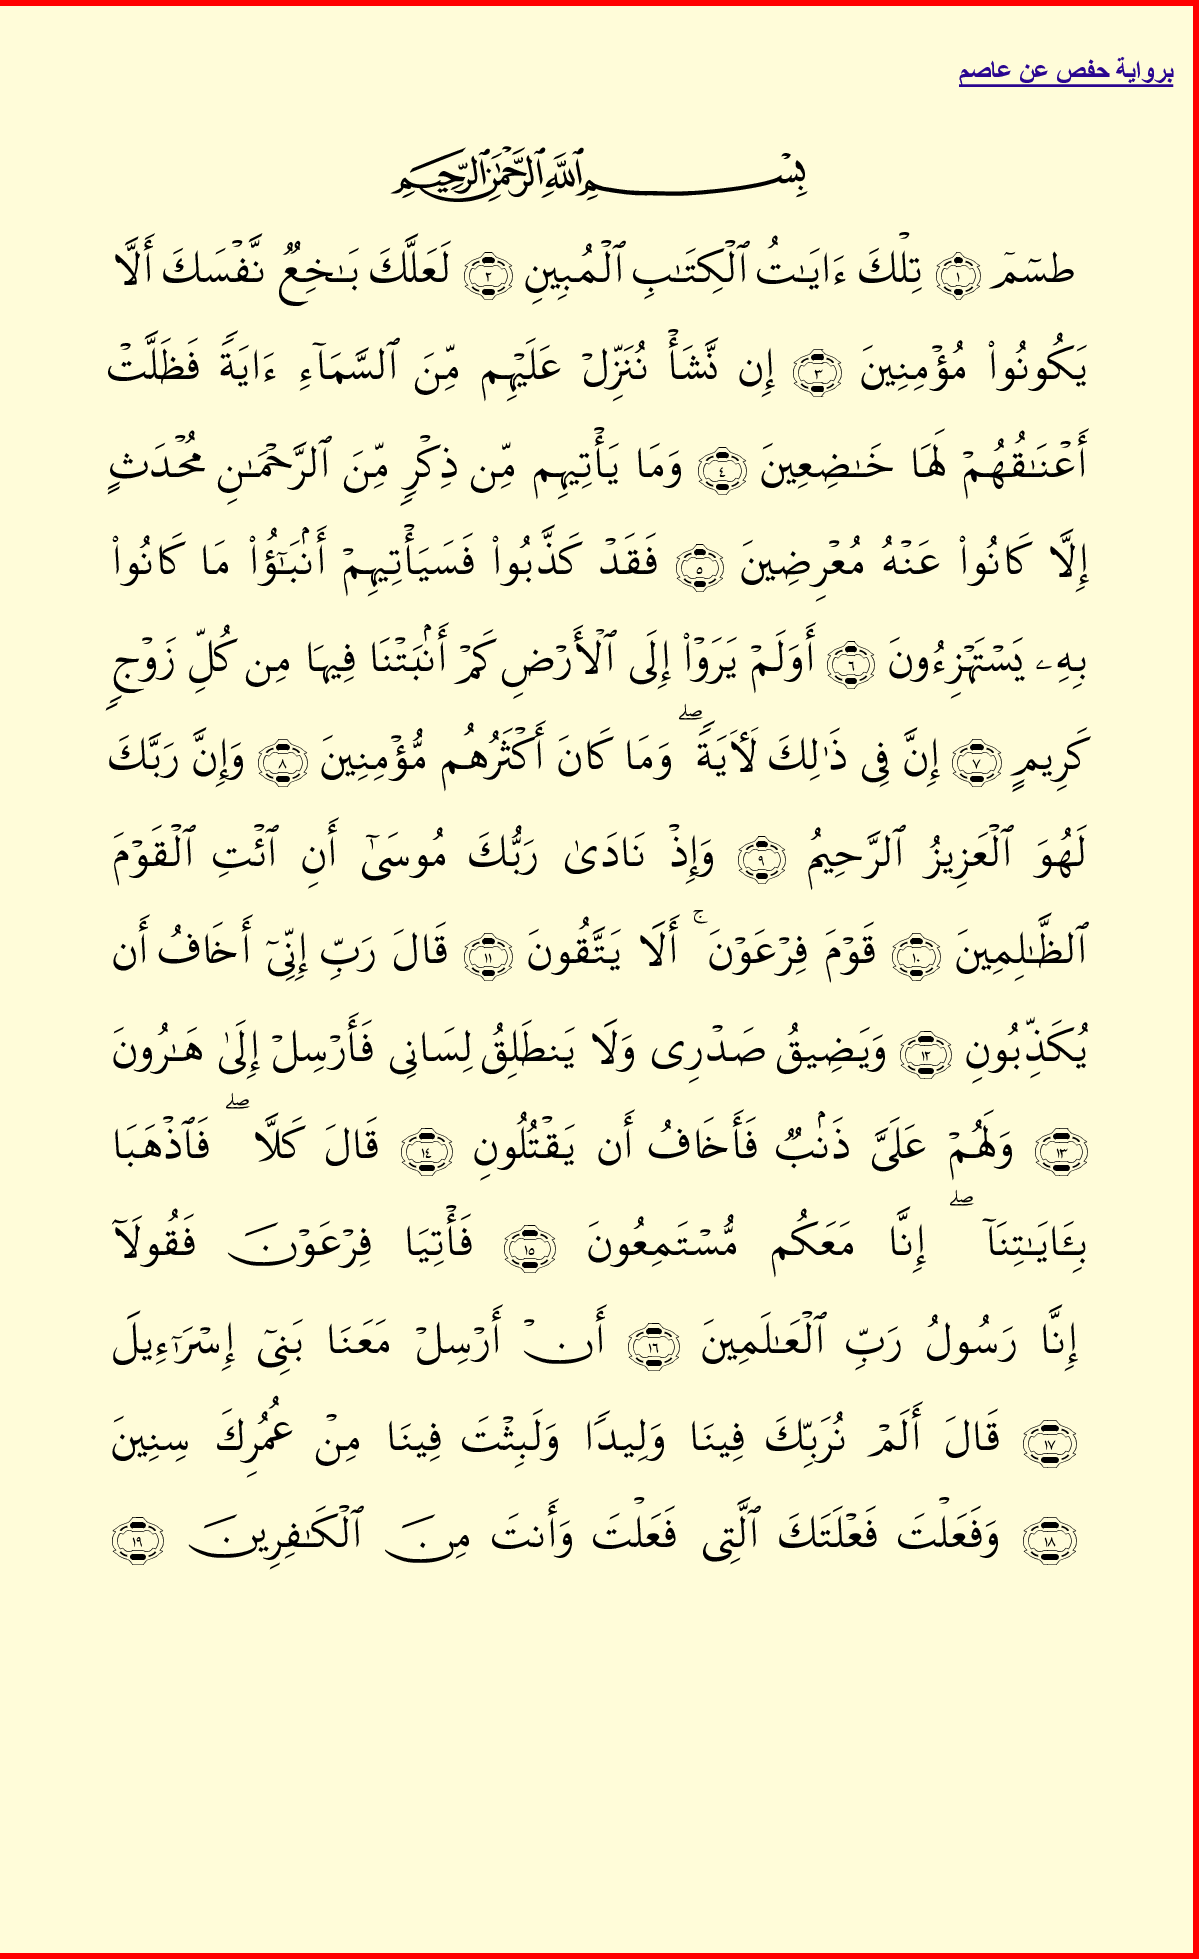 برواية حفص عن عاصم
بِسْمِ ٱللَّهِ ٱلرَّحْمَٰنِ ٱلرَّحِيمِ
طسٓمٓ ١ تِلْكَ ءَايَـٰتُ ٱلْكِتَـٰبِ ٱلْمُبِينِ ٢ لَعَلَّكَ بَـٰخِعٌۭ نَّفْسَكَ أَلَّا
يَكُونُوا۟ مُؤْمِنِينَ ٣ إِن نَّشَأْ نُنَزِّلْ عَلَيْهِم مِّنَ ٱلسَّمَآءِ ءَايَةًۭ فَظَلَّتْ
أَعْنَـٰقُهُمْ لَهَا خَـٰضِعِينَ ٤ وَمَا يَأْتِيهِم مِّن ذِكْرٍۢ مِّنَ ٱلرَّحْمَـٰنِ مُحْدَثٍ
إِلَّا كَانُوا۟ عَنْهُ مُعْرِضِينَ ٥ فَقَدْ كَذَّبُوا۟ فَسَيَأْتِيهِمْ أَنۢبَـٰٓؤُا۟ مَا كَانُوا۟
بِهِۦ يَسْتَهْزِءُونَ ٦ أَوَلَمْ يَرَوْا۟ إِلَى ٱلْأَرْضِ كَمْ أَنۢبَتْنَا فِيهَا مِن كُلِّ زَوْجٍۢ
كَرِيمٍ ٧ إِنَّ فِى ذَٰلِكَ لَـَٔايَةًۭ ۖ وَمَا كَانَ أَكْثَرُهُم مُّؤْمِنِينَ ٨ وَإِنَّ رَبَّكَ
لَهُوَ ٱلْعَزِيزُ ٱلرَّحِيمُ ٩ وَإِذْ نَادَىٰ رَبُّكَ مُوسَىٰٓ أَنِ ٱئْتِ ٱلْقَوْمَ
ٱلظَّـٰلِمِينَ ١٠ قَوْمَ فِرْعَوْنَ ۚ أَلَا يَتَّقُونَ ١١ قَالَ رَبِّ إِنِّىٓ أَخَافُ أَن
يُكَذِّبُونِ ١٢ وَيَضِيقُ صَدْرِى وَلَا يَنطَلِقُ لِسَانِى فَأَرْسِلْ إِلَىٰ هَـٰرُونَ
١٣ وَلَهُمْ عَلَىَّ ذَنۢبٌۭ فَأَخَافُ أَن يَقْتُلُونِ ١٤ قَالَ كَلَّا ۖ فَٱذْهَبَا
بِـَٔايَـٰتِنَآ ۖ إِنَّا مَعَكُم مُّسْتَمِعُونَ ١٥ فَأْتِيَا فِرْعَوْنَ فَقُولَآ
إِنَّا رَسُولُ رَبِّ ٱلْعَـٰلَمِينَ ١٦ أَنْ أَرْسِلْ مَعَنَا بَنِىٓ إِسْرَٰٓءِيلَ
١٧ قَالَ أَلَمْ نُرَبِّكَ فِينَا وَلِيدًۭا وَلَبِثْتَ فِينَا مِنْ عُمُرِكَ سِنِينَ
١٨ وَفَعَلْتَ فَعْلَتَكَ ٱلَّتِى فَعَلْتَ وَأَنتَ مِنَ ٱلْكَـٰفِرِينَ ١٩